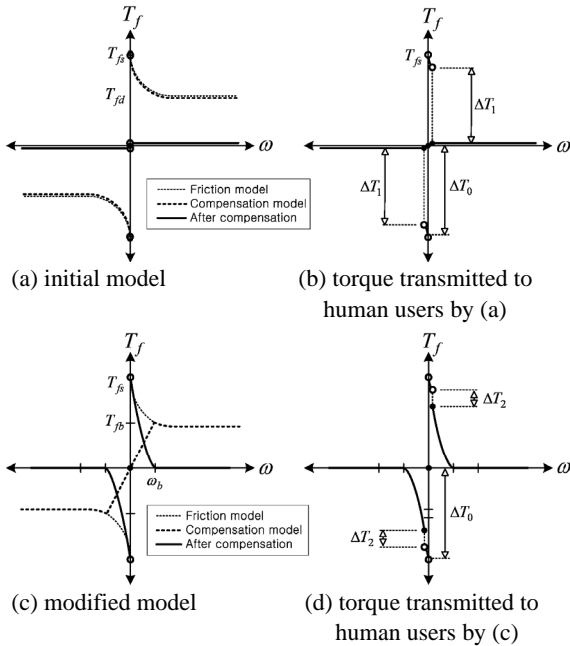 T_f
T_fs
T_fd
ω
Friction model
Compensation model
After compensation
(a) initial model
T_f
T_fs
ΔT_1
ω
ΔT_1
ΔT_0
(b) torque transmitted to
human users by (a)
T_f
T_fs
T_fb
ω
ω_b
Friction model
Compensation model
After compensation
(c) modified model
T_f
ΔT_2
ω
ΔT_0
ΔT_2
(d) torque transmitted to
human users by (c)